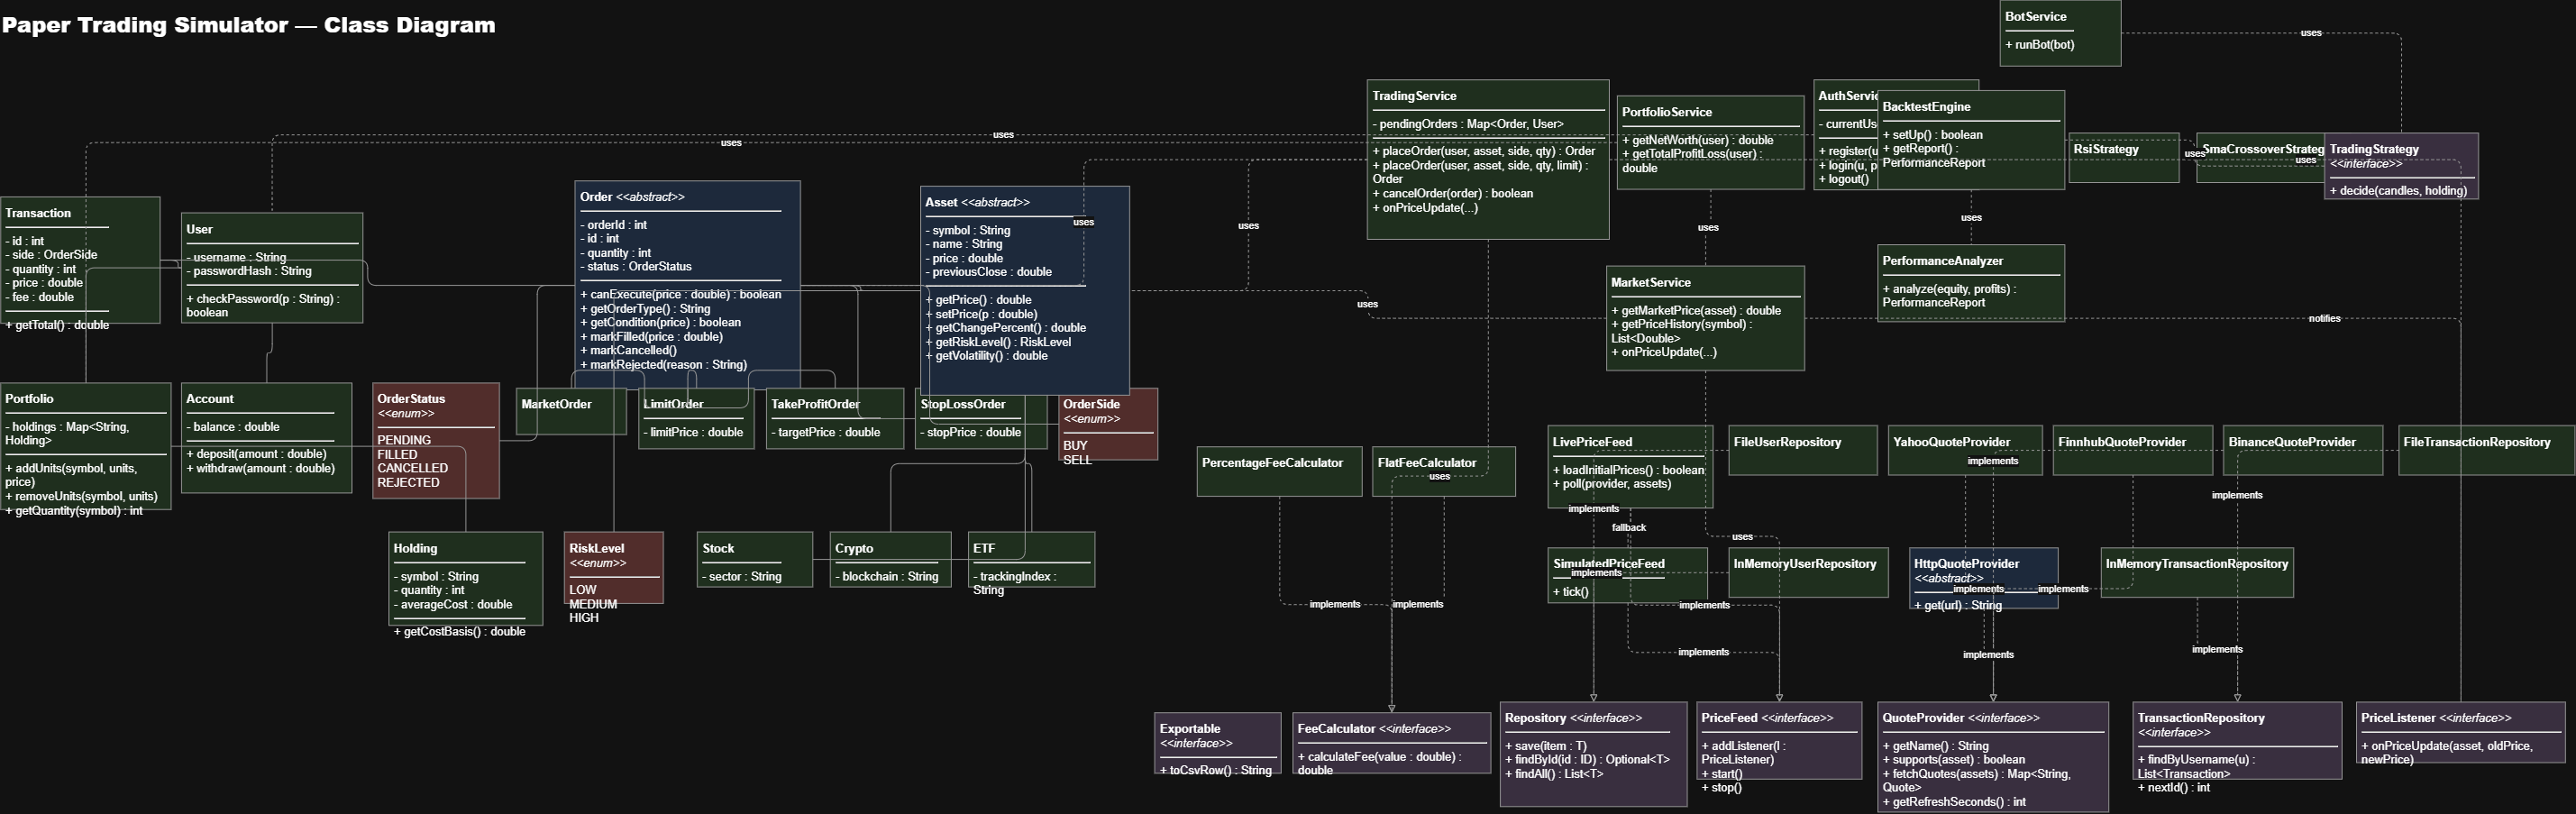 Paper Trading Simulator — Class Diagram
BotService
+ runBot(bot)
uses
TradingService
- pendingOrders : Map<Order, User>
+ placeOrder(user, asset, side, qty) : Order
+ placeOrder(user, asset, side, qty, limit) :
Order
+ cancelOrder(order) : boolean
+ onPriceUpdate(...)
PortfolioService
+ getNetWorth(user) : double
+ getTotalProfitLoss(user) :
double
AuthServic
- currentUs
+ register(u
+ login(u, p
+ logout()
BacktestEngine
+ setUp() : boolean
+ getReport() :
PerformanceReport
RsiStrategy
uses
SmaCrossoverStrateg
uses
TradingStrategy
<<interface>>
+ decide(candles, holding)
uses
uses
Transaction
- id : int
- side : OrderSide
- quantity : int
- price : double
- fee : double
+ getTotal() : double
User
- username : String
- passwordHash : String
+ checkPassword(p : String) :
boolean
Order <<abstract>>
- orderId : int
- id : int
- quantity : int
- status : OrderStatus
+ canExecute(price : double) : boolean
+ getOrderType() : String
+ getCondition(price) : boolean
+ markFilled(price : double)
+ markCancelled()
+ markRejected(reason : String)
Asset <<abstract>>
uses
- symbol : String
- name : String
- price : double
- previousClose : double
+ getPrice() : double
+ setPrice(p : double)
+ getChangePercent() : double
+ getRiskLevel() : RiskLevel
+ getVolatility() : double
uses
uses
uses
uses
MarketService
+ getMarketPrice(asset) : double
+ getPriceHistory(symbol) :
List<Double>
+ onPriceUpdate(...)
PerformanceAnalyzer
+ analyze(equity, profits) :
PerformanceReport
notifies
Portfolio
- holdings : Map<String,
Holding>
+ addUnits(symbol, units,
price)
+ removeUnits(symbol, units)
+ getQuantity(symbol) : int
Account
- balance : double
+ deposit(amount : double)
+ withdraw(amount : double)
OrderStatus
<<enum>>
PENDING
FILLED
CANCELLED
REJECTED
MarketOrder
LimitOrder
- limitPrice : double
TakeProfitOrder
- targetPrice : double
StopLossOrder
- stopPrice : double
OrderSide
<<enum>>
BUY
SELL
PercentageFeeCalculator
FlatFeeCalculator
uses
LivePriceFeed
+ loadInitialPrices() : boolean
+ poll(provider, assets)
FileUserRepository
YahooQuoteProvider
implements
FinnhubQuoteProvider
BinanceQuoteProvider
FileTransactionRepository
implements
implements
fallback
uses
Holding
- symbol : String
- quantity : int
- averageCost : double
+ getCostBasis() : double
RiskLevel
<<enum>>
LOW
MEDIUM
HIGH
Stock
- sector : String
Crypto
- blockchain : String
ETF
- trackingIndex :
String
SimulatedPriceFeed
implements
+ tick()
InMemoryUserRepository
HttpQuoteProvider
<<abstract>>
implements
implements
+ get(url) : String
InMemoryTransactionRepository
implements
implements
implements
implements
implements
implements
Exportable
<<interface>>
+ toCsvRow() : String
FeeCalculator <<interface>>
+ calculateFee(value : double) :
double
Repository <<interface>>
+ save(item : T)
+ findById(id : ID) : Optional<T>
+ findAll() : List<T>
PriceFeed <<interface>>
+ addListener(l :
PriceListener)
+ start()
+ stop()
QuoteProvider <<interface>>
+ getName() : String
+ supports(asset) : boolean
+ fetchQuotes(assets) : Map<String,
Quote>
+ getRefreshSeconds() : int
TransactionRepository
<<interface>>
+ findByUsername(u) :
List<Transaction>
+ nextId() : int
PriceListener <<interface>>
+ onPriceUpdate(asset, oldPrice,
newPrice)